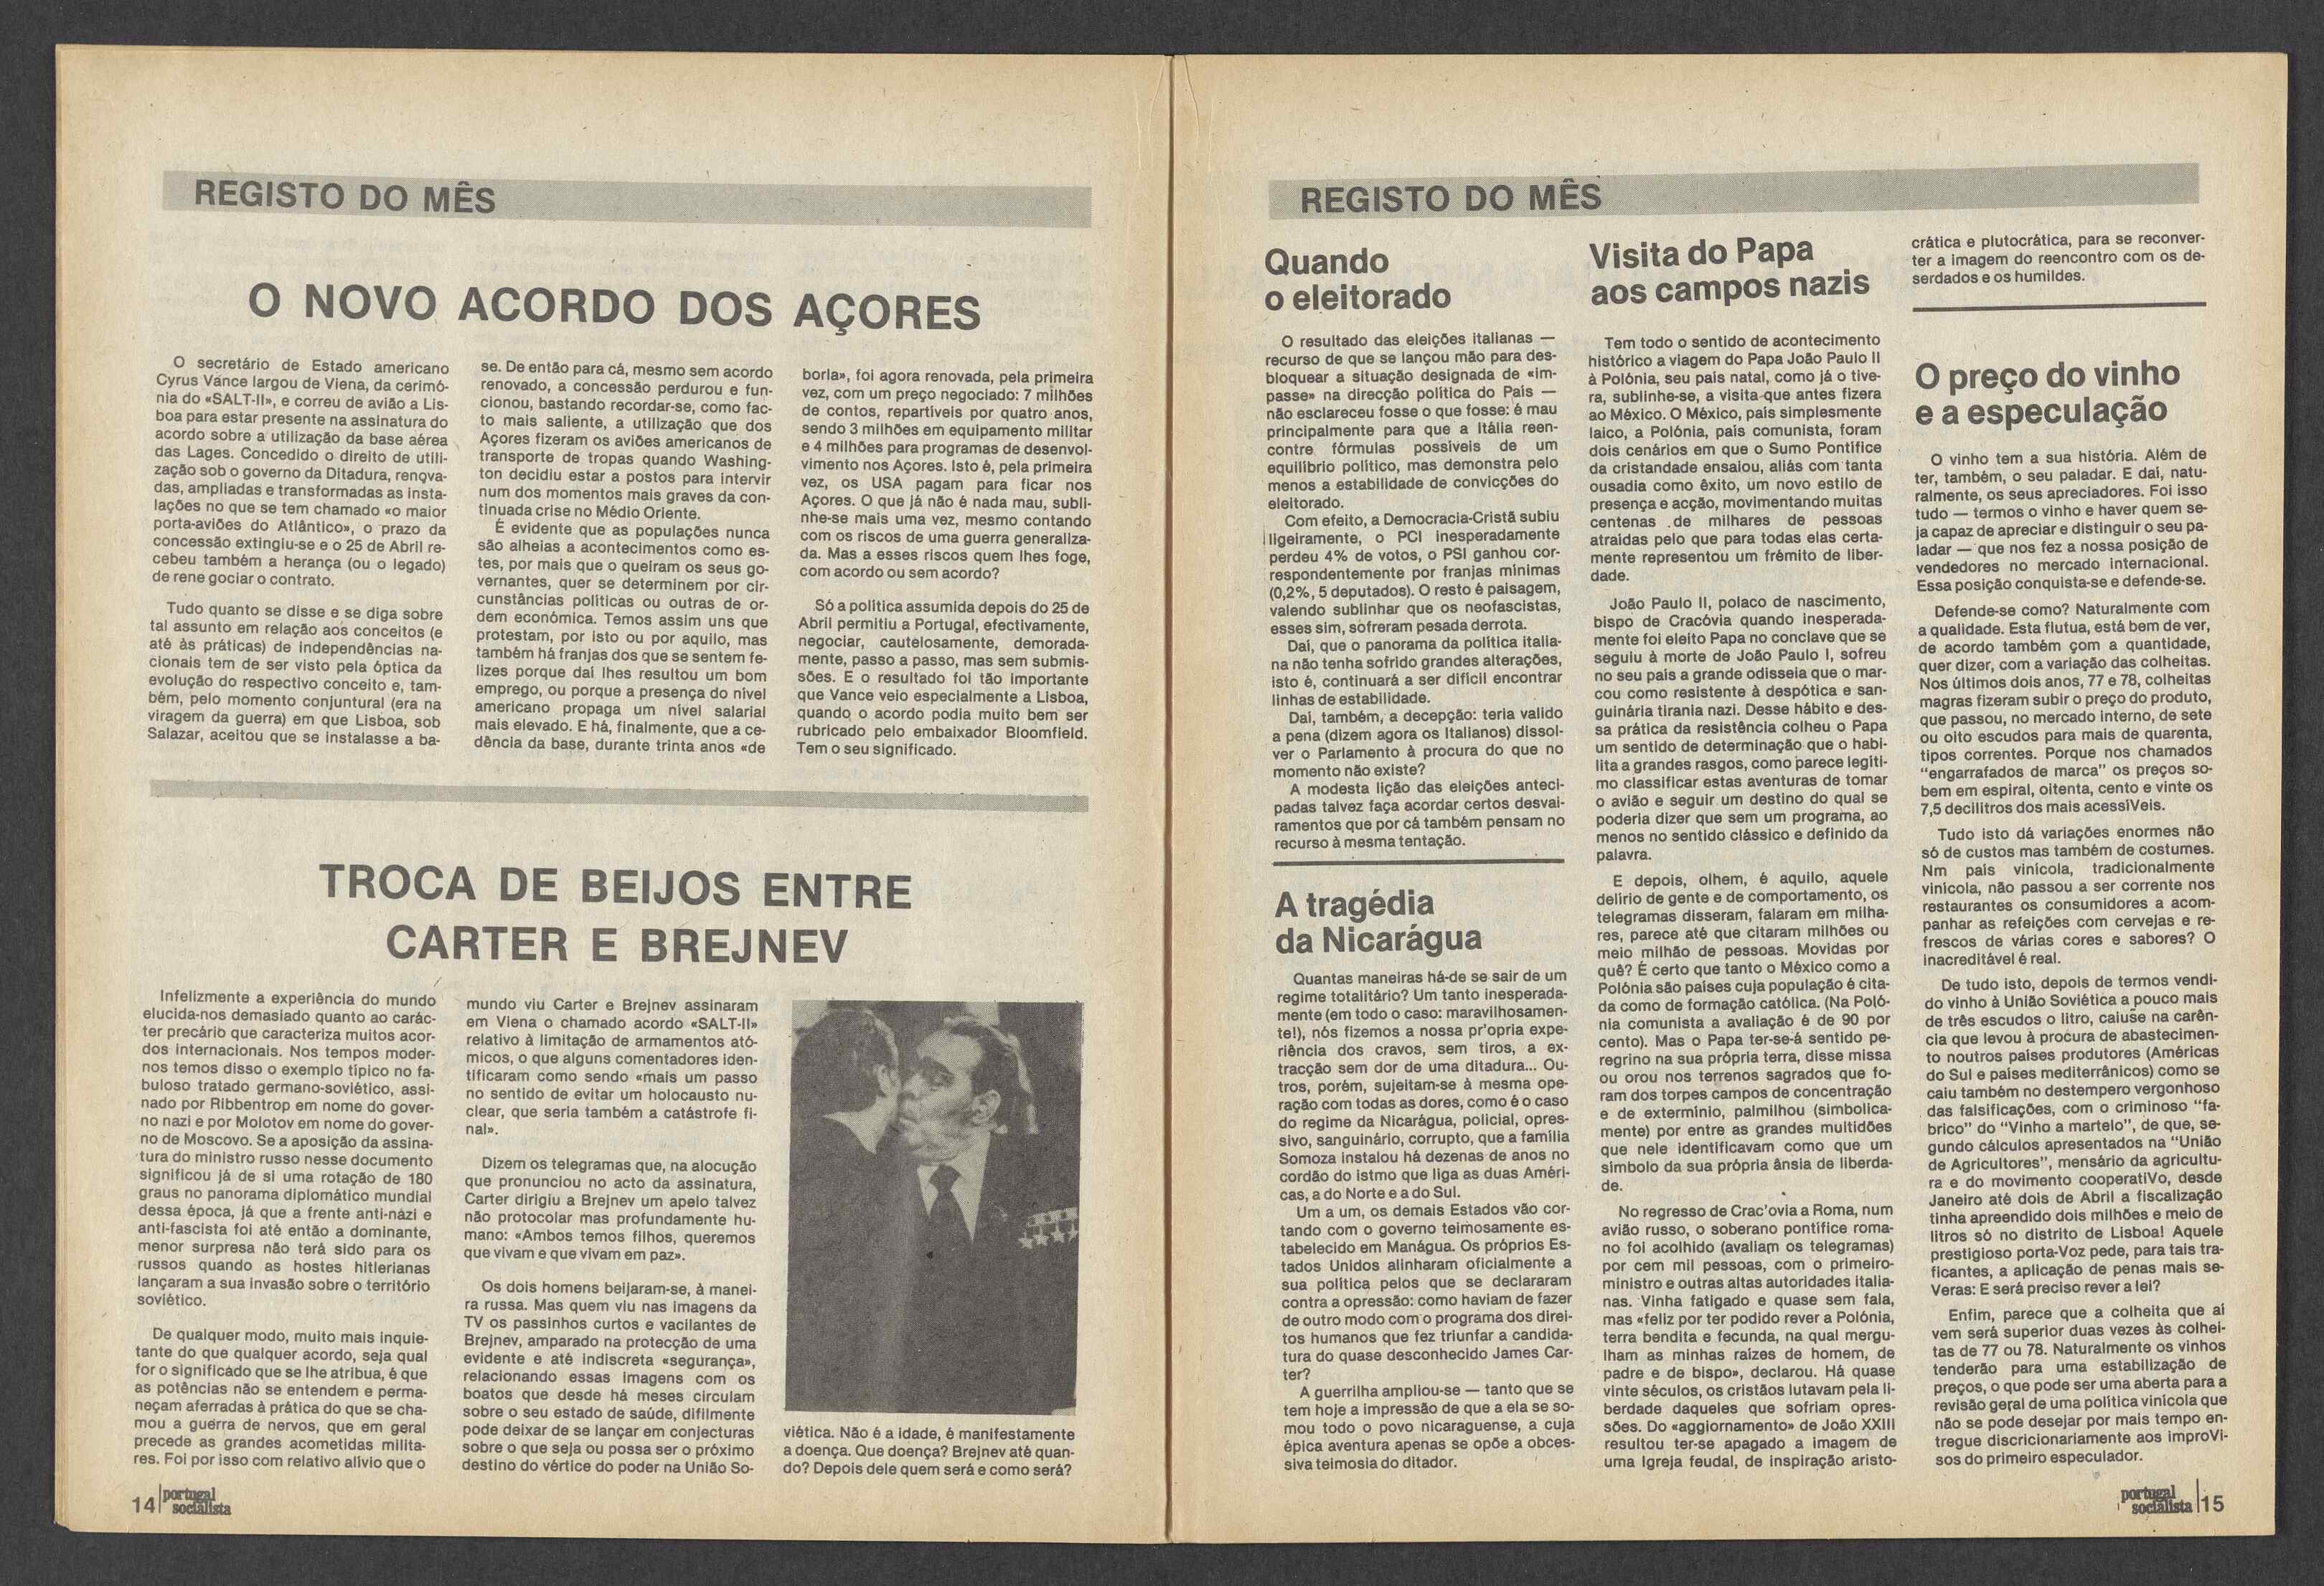 REGISTO DO MÊS
O NOVO ACORDO DOS AÇORES
O secretário de Estado americano
Cyrus Vance largou de Viena, da cerimó-
nia do «SALT-II», e correu de avião a Lis-
boa para estar presente na assinatura do
acordo sobre a utilização da base aérea
das Lages. Concedido o direito de utili-
zação sob o governo da Ditadura, renova-
das, ampliadas e transformadas as insta-
lações no que se tem chamado «o maior
porta-aviões do Atlântico», o prazo da
concessão extingiu-se e o 25 de Abril re-
cebeu também a herança (ou o legado)
de rene gociar o contrato.
Tudo quanto se disse e se diga sobre
tal assunto em relação aos conceitos (e
até às práticas) de independências na-
cionais tem de ser visto pela óptica da
evolução do respectivo conceito e, tam-
bém, pelo momento conjuntural (era na
viragem da guerra) em que Lisboa, sob
Salazar, aceitou que se instalasse a ba-
se. De então para cá, mesmo sem acordo
renovado, a concessão perdurou e fun-
cionou, bastando recordar-se, como fac-
to mais saliente, a utilização que dos
Açores fizeram os aviões americanos de
transporte de tropas quando Washing-
ton decidiu estar a postos para intervir
num dos momentos mais graves da con-
tinuada crise no Médio Oriente.
É evidente que as populações nunca
são alheias a acontecimentos como es-
tes, por mais que o queiram os seus go-
vernantes, quer se determinem por cir-
cunstâncias políticas ou outras de or-
dem económica. Temos assim uns que
protestam, por isto ou por aquilo, mas
também há franjas dos que se sentem fe-
lizes porque daí lhes resultou um bom
emprego, ou porque a presença do nível
americano propaga um nível salarial
mais elevado. E há, finalmente, que a ce-
dência da base, durante trinta anos «de
borla», foi agora renovada, pela primeira
vez, com um preço negociado: 7 milhões
de contos, repartíveis por quatro anos,
sendo 3 milhões em equipamento militar
e 4 milhões para programas de desenvol-
vimento nos Açores. Isto é, pela primeira
vez, os USA pagam para ficar nos
Açores. O que já não é nada mau, subli-
nhe-se mais uma vez, mesmo contando
com os riscos de uma guerra generaliza-
da. Mas a esses riscos quem lhes foge,
com acordo ou sem acordo?
Só a política assumida depois do 25 de
Abril permitiu a Portugal, efectivamente,
negociar, cautelosamente, demorada-
mente, passo a passo, mas sem submis-
sões. E o resultado foi tão importante
que Vance veio especialmente a Lisboa,
quando o acordo podia muito bem ser
rubricado pelo embaixador Bloomfield.
Tem o seu significado.
TROCA DE BEIJOS ENTRE
CARTER E BREJNEV
Infelizmente a experiência do mundo
elucida-nos demasiado quanto ao carác-
ter precário que caracteriza muitos acor-
dos internacionais. Nos tempos moder-
nos temos disso o exemplo típico no fa-
buloso tratado germano-soviético, assi-
nado por Ribbentrop em nome do gover-
no nazi e por Molotov em nome do gover-
no de Moscovo. Se a aposição da assina-
tura do ministro russo nesse documento
significou já de si uma rotação de 180
graus no panorama diplomático mundial
dessa época, já que a frente anti-názi e
anti-fascista foi até então a dominante,
menor surpresa não terá sido para os
russos quando as hostes hitlerianas
lançaram a sua invasão sobre o território
soviético.
De qualquer modo, muito mais inquie-
tante do que qualquer acordo, seja qual
for o significado que se lhe atribua, é que
as potências não se entendem e perma-
neçam aferradas à prática do que se cha-
mou a guerra de nervos, que em geral
precede as grandes acometidas milita-
res. Foi por isso com relativo alívio que o
mundo viu Carter e Brejnev assinaram
em Viena o chamado acordo «SALT-II»
relativo à limitação de armamentos ató-
micos, o que alguns comentadores iden-
tificaram como sendo «mais um passo
no sentido de evitar um holocausto nu-
clear, que seria também a catástrofe fi-
nal».
Dizem os telegramas que, na alocução
que pronunciou no acto da assinatura,
Carter dirigiu a Brejnev um apelo talvez
não protocolar mas profundamente hu-
mano: «Ambos temos filhos, queremos
que vivam e que vivam em paz».
Os dois homens beijaram-se, à manei-
ra russa. Mas quem viu nas imagens da
TV os passinhos curtos e vacilantes de
Brejnev, amparado na protecção de uma
evidente e até indiscreta «segurança»,
relacionando essas imagens com os
boatos que desde há meses circulam
sobre o seu estado de saúde, difilmente
pode deixar de se lançar em conjecturas
sobre o que seja ou possa ser o próximo
destino do vértice do poder na União So-
viética. Não é a idade, é manifestamente
a doença. Que doença? Brejnev até quan-
do? Depois dele quem será e como será?
14 portugal
socialista
REGISTO DO MÊS
Quando
o eleitorado
O resultado das eleições italianas —
recurso de que se lançou mão para des-
bloquear a situação designada de «im-
passe» na direcção política do País —
não esclareceu fosse o que fosse: é mau
principalmente para que a Itália reen-
contre fórmulas possíveis de um
equilíbrio político, mas demonstra pelo
menos a estabilidade de convicções do
eleitorado.
Com efeito, a Democracia-Cristã subiu
ligeiramente, o PCI inesperadamente
perdeu 4% de votos, o PSI ganhou cor-
respondentemente por franjas mínimas
(0,2%, 5 deputados). O resto é paisagem,
valendo sublinhar que os neofascistas,
esses sim, sofreram pesada derrota.
Daí, que o panorama da política italia-
na não tenha sofrido grandes alterações,
isto é, continuará a ser difícil encontrar
linhas de estabilidade.
Daí, também, a decepção: teria valido
a pena (dizem agora os Italianos) dissol-
ver o Parlamento à procura do que no
momento não existe?
A modesta lição das eleições anteci-
padas talvez faça acordar certos desvai-
ramentos que por cá também pensam no
recurso à mesma tentação.
A tragédia
da Nicarágua
Quantas maneiras há-de se sair de um
regime totalitário? Um tanto inesperada-
mente (em todo o caso: maravilhosamen-
te!), nós fizemos a nossa pr'opria expe-
riência dos cravos, sem tiros, a ex-
tracção sem dor de uma ditadura... Ou-
tros, porém, sujeitam-se à mesma ope-
ração com todas as dores, como é o caso
do regime da Nicarágua, policial, opres-
sivo, sanguinário, corrupto, que a família
Somoza instalou há dezenas de anos no
cordão do istmo que liga as duas Améri-
cas, a do Norte e a do Sul.
Um a um, os demais Estados vão cor-
tando com o governo teimosamente es-
tabelecido em Manágua. Os próprios Es-
tados Unidos alinharam oficialmente a
sua política pelos que se declararam
contra a opressão: como haviam de fazer
de outro modo com o programa dos direi-
tos humanos que fez triunfar a candida-
tura do quase desconhecido James Car-
ter?
A guerrilha ampliou-se — tanto que se
tem hoje a impressão de que a ela se so-
mou todo o povo nicaraguense, a cuja
épica aventura apenas se opõe a obces-
siva teimosia do ditador.
Visita do Papa
aos campos nazis
Tem todo o sentido de acontecimento
histórico a viagem do Papa João Paulo II
à Polónia, seu país natal, como já o tive-
ra, sublinhe-se, a visita que antes fizera
ao México. O México, país simplesmente
laico, a Polónia, país comunista, foram
dois cenários em que o Sumo Pontífice
da cristandade ensaiou, aliás com tanta
ousadia como êxito, um novo estilo de
presença e acção, movimentando muitas
centenas de milhares de pessoas
atraídas pelo que para todas elas certa-
mente representou um frémito de liber-
dade.
João Paulo II, polaco de nascimento,
bispo de Cracóvia quando inesperada-
mente foi eleito Papa no conclave que se
seguiu à morte de João Paulo I, sofreu
no seu país a grande odisseia que o mar-
cou como resistente à despótica e san-
guinária tirania nazi. Desse hábito e des-
sa prática da resistência colheu o Papa
um sentido de determinação que o habi-
lita a grandes rasgos, como parece legíti-
mo classificar estas aventuras de tomar
o avião e seguir um destino do qual se
poderia dizer que sem um programa, ao
menos no sentido clássico e definido da
palavra.
E depois, olhem, é aquilo, aquele
delírio de gente e de comportamento, os
telegramas disseram, falaram em milha-
res, parece até que citaram milhões ou
meio milhão de pessoas. Movidas por
quê? É certo que tanto o México como a
Polónia são países cuja população é cita-
da como de formação católica. (Na Poló-
nia comunista a avaliação é de 90 por
cento). Mas o Papa ter-se-á sentido pe-
regrino na sua própria terra, disse missa
ou orou nos terrenos sagrados que fo-
ram dos torpes campos de concentração
e de extermínio, palmilhou (simbolica-
mente) por entre as grandes multidões
que nele identificavam como que um
símbolo da sua própria ânsia de liberda-
de.
No regresso de Crac'ovia a Roma, num
avião russo, o soberano pontífice roma-
no foi acolhido (avaliam os telegramas)
por cem mil pessoas, com o primeiro-
ministro e outras altas autoridades italia-
nas. Vinha fatigado e quase sem fala,
mas «feliz por ter podido rever a Polónia,
terra bendita e fecunda, na qual mergu-
lham as minhas raízes de homem, de
padre e de bispo», declarou. Há quase
vinte séculos, os cristãos lutavam pela li-
berdade daqueles que sofriam opres-
sões. Do «aggiornamento» de João XXIII
resultou ter-se apagado a imagem de
uma Igreja feudal, de inspiração aristo-
crática e plutocrática, para se reconver-
ter a imagem do reencontro com os de-
serdados e os humildes.
O preço do vinho
e a especulação
O vinho tem a sua história. Além de
ter, também, o seu paladar. E daí, natu-
ralmente, os seus apreciadores. Foi isso
tudo — termos o vinho e haver quem se-
ja capaz de apreciar e distinguir o seu pa-
ladar — que nos fez a nossa posição de
vendedores no mercado internacional.
Essa posição conquista-se e defende-se.
Defende-se como? Naturalmente com
a qualidade. Esta flutua, está bem de ver,
de acordo também çom a quantidade,
quer dizer, com a variação das colheitas.
Nos últimos dois anos, 77 e 78, colheitas
magras fizeram subir o preço do produto,
que passou, no mercado interno, de sete
ou oito escudos para mais de quarenta,
tipos correntes. Porque nos chamados
"engarrafados de marca" os preços so-
bem em espiral, oitenta, cento e vinte os
7,5 decilitros dos mais acessíVeis.
Tudo isto dá variações enormes não
só de custos mas também de costumes.
Nm país vinícola, tradicionalmente
vinícola, não passou a ser corrente nos
restaurantes os consumidores a acom-
panhar as refeições com cervejas e re-
frescos de várias cores e sabores? O
inacreditável é real.
De tudo isto, depois de termos vendi-
do vinho à União Soviética a pouco mais
de três escudos o litro, caiuse na carên-
cia que levou à procura de abastecimen-
to noutros países produtores (Américas
do Sul e países mediterrânicos) como se
caiu também no destempero vergonhoso
das falsificações, com o criminoso "fa-
brico" do "Vinho a martelo", de que, se-
gundo cálculos apresentados na "União
de Agricultores", mensário da agricultu-
ra e do movimento cooperatiVo, desde
Janeiro até dois de Abril a fiscalização
tinha apreendido dois milhões e meio de
litros só no distrito de Lisboa! Aquele
prestigioso porta-Voz pede, para tais tra-
ficantes, a aplicação de penas mais se-
Veras: E será preciso rever a lei?
Enfim, parece que a colheita que aí
vem será superior duas vezes às colhei-
tas de 77 ou 78. Naturalmente os vinhos
tenderão para uma estabilização de
preços, o que pode ser uma aberta para a
revisão geral de uma política vinícola que
não se pode desejar por mais tempo en-
tregue discricionariamente aos improVi-
sos do primeiro especulador.
portugal
socialista 15